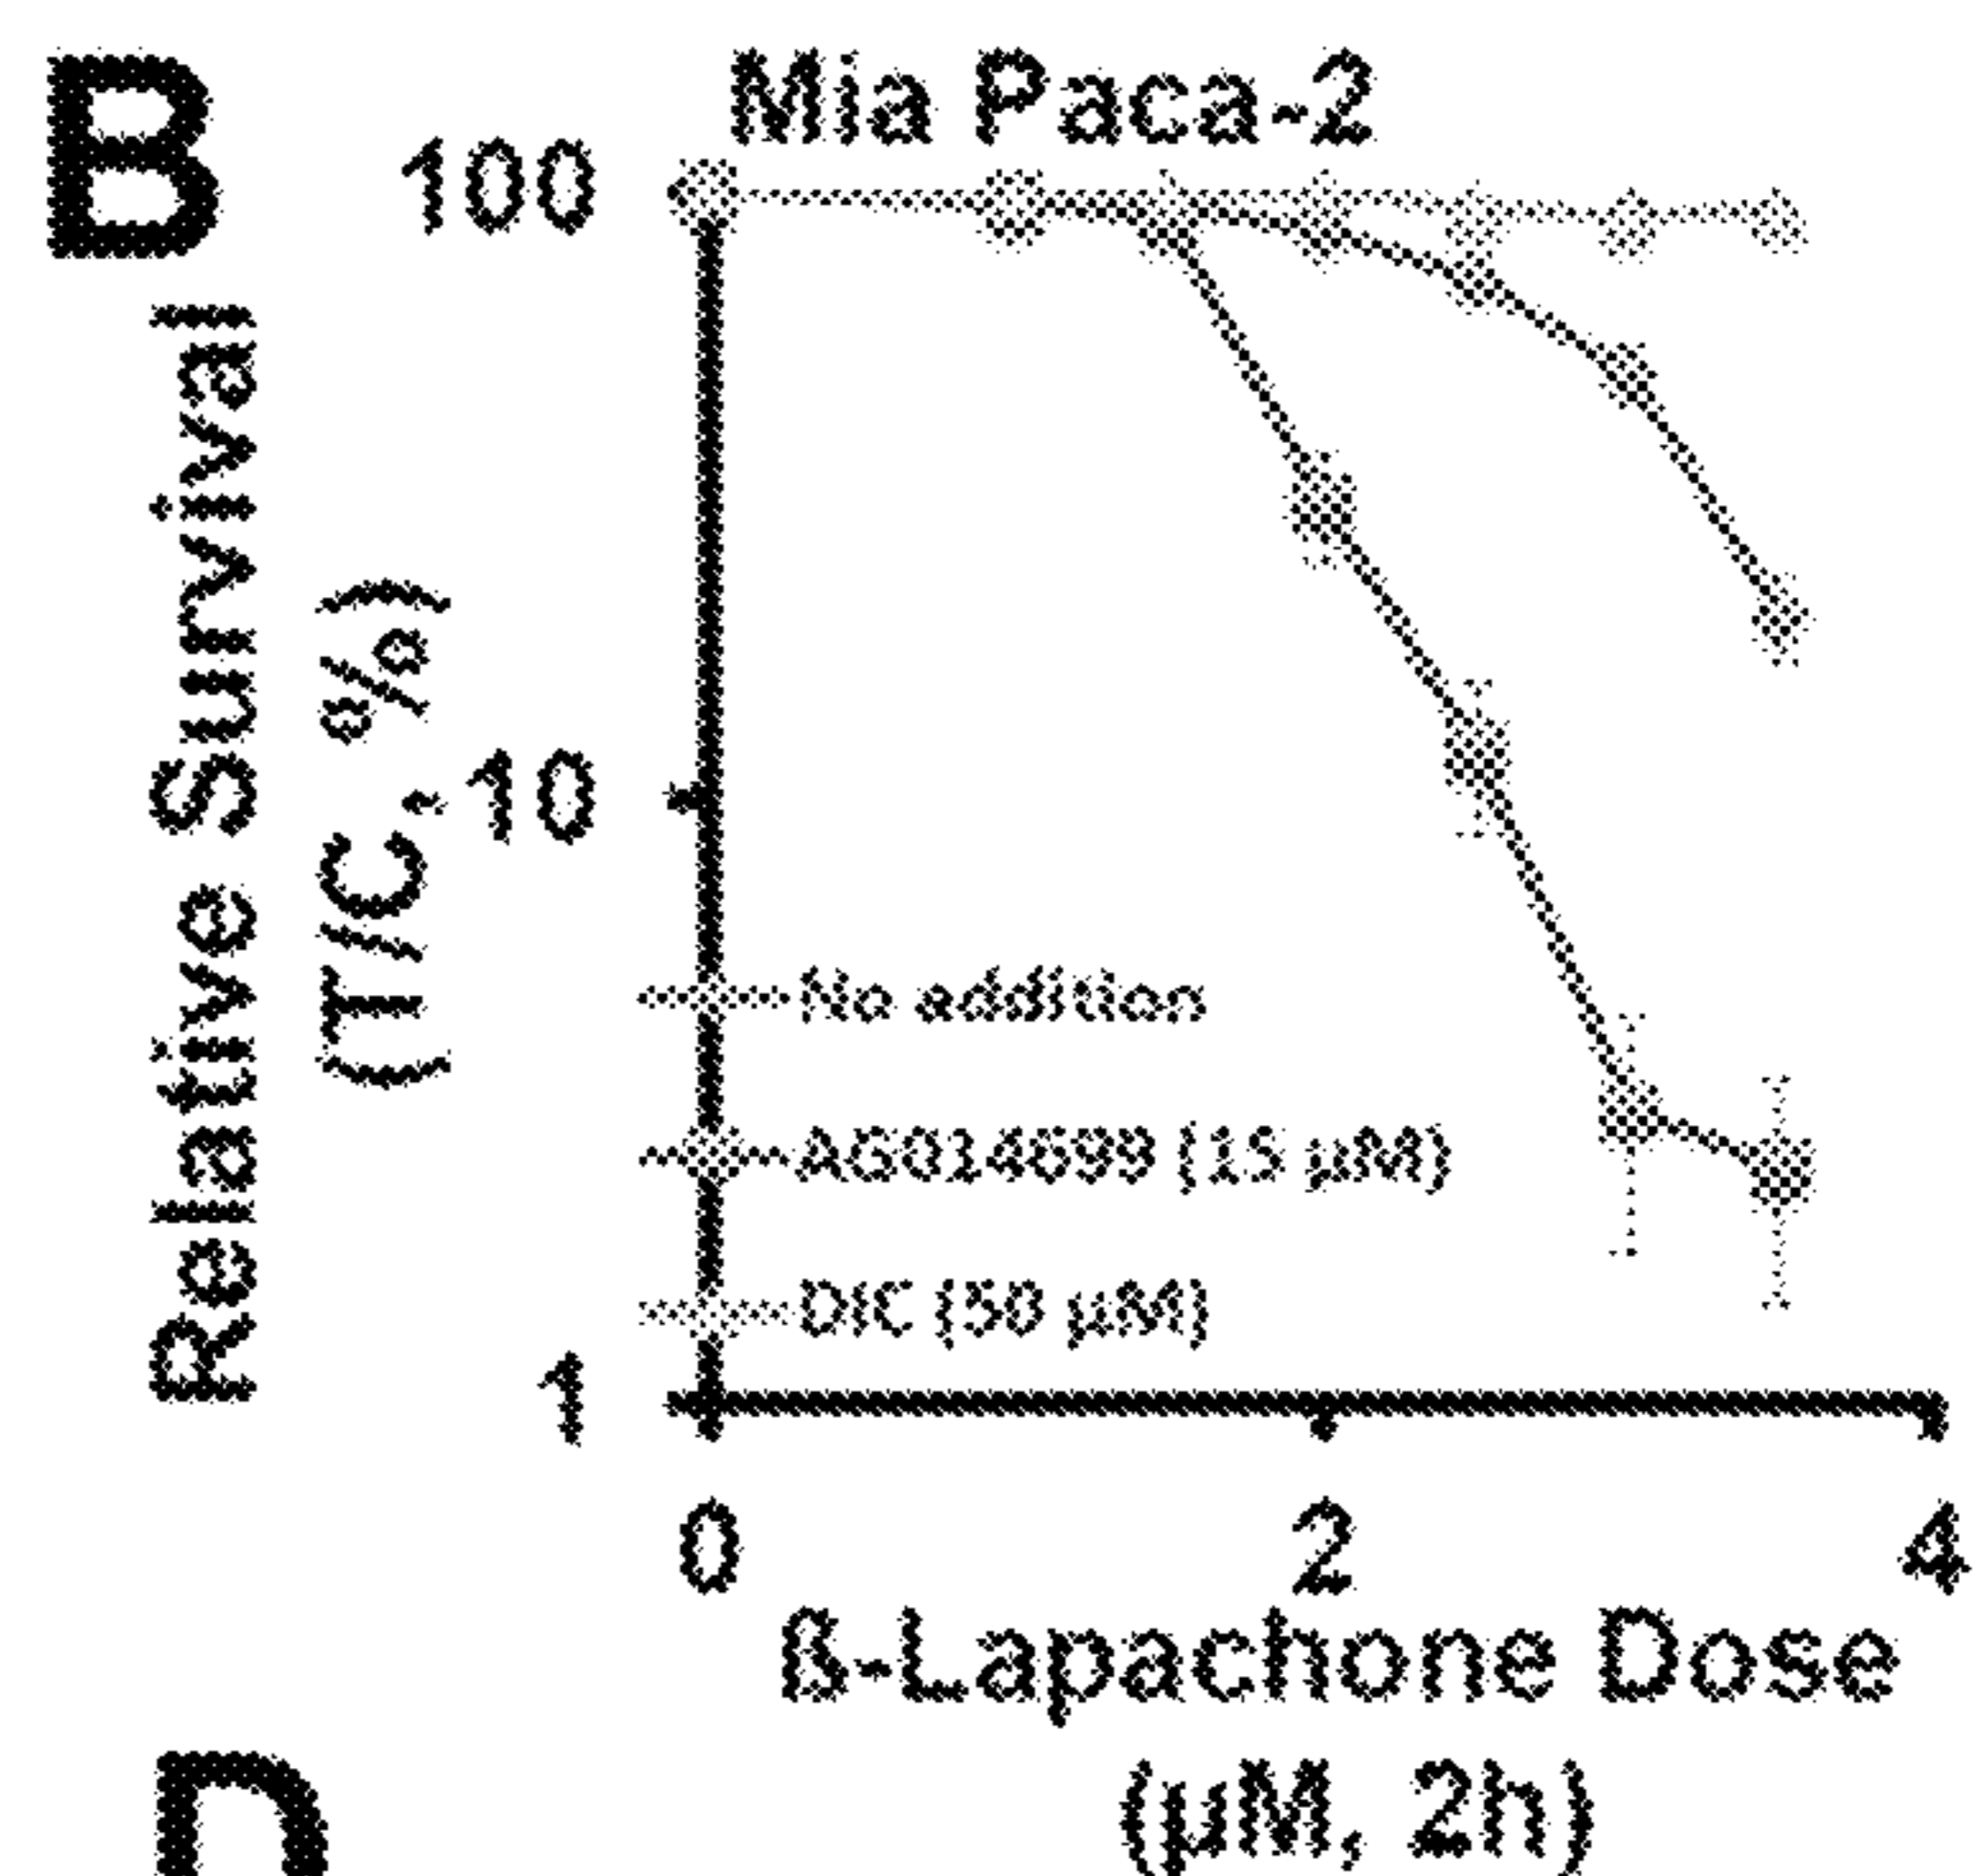 B
Mia Paca-2
Relative Survival
(T/C, %)
100
10
1
No addition
AG014699 (15 µM)
DIC (50 µM)
0 2 4
ß-Lapachone Dose
(µM, 2h)